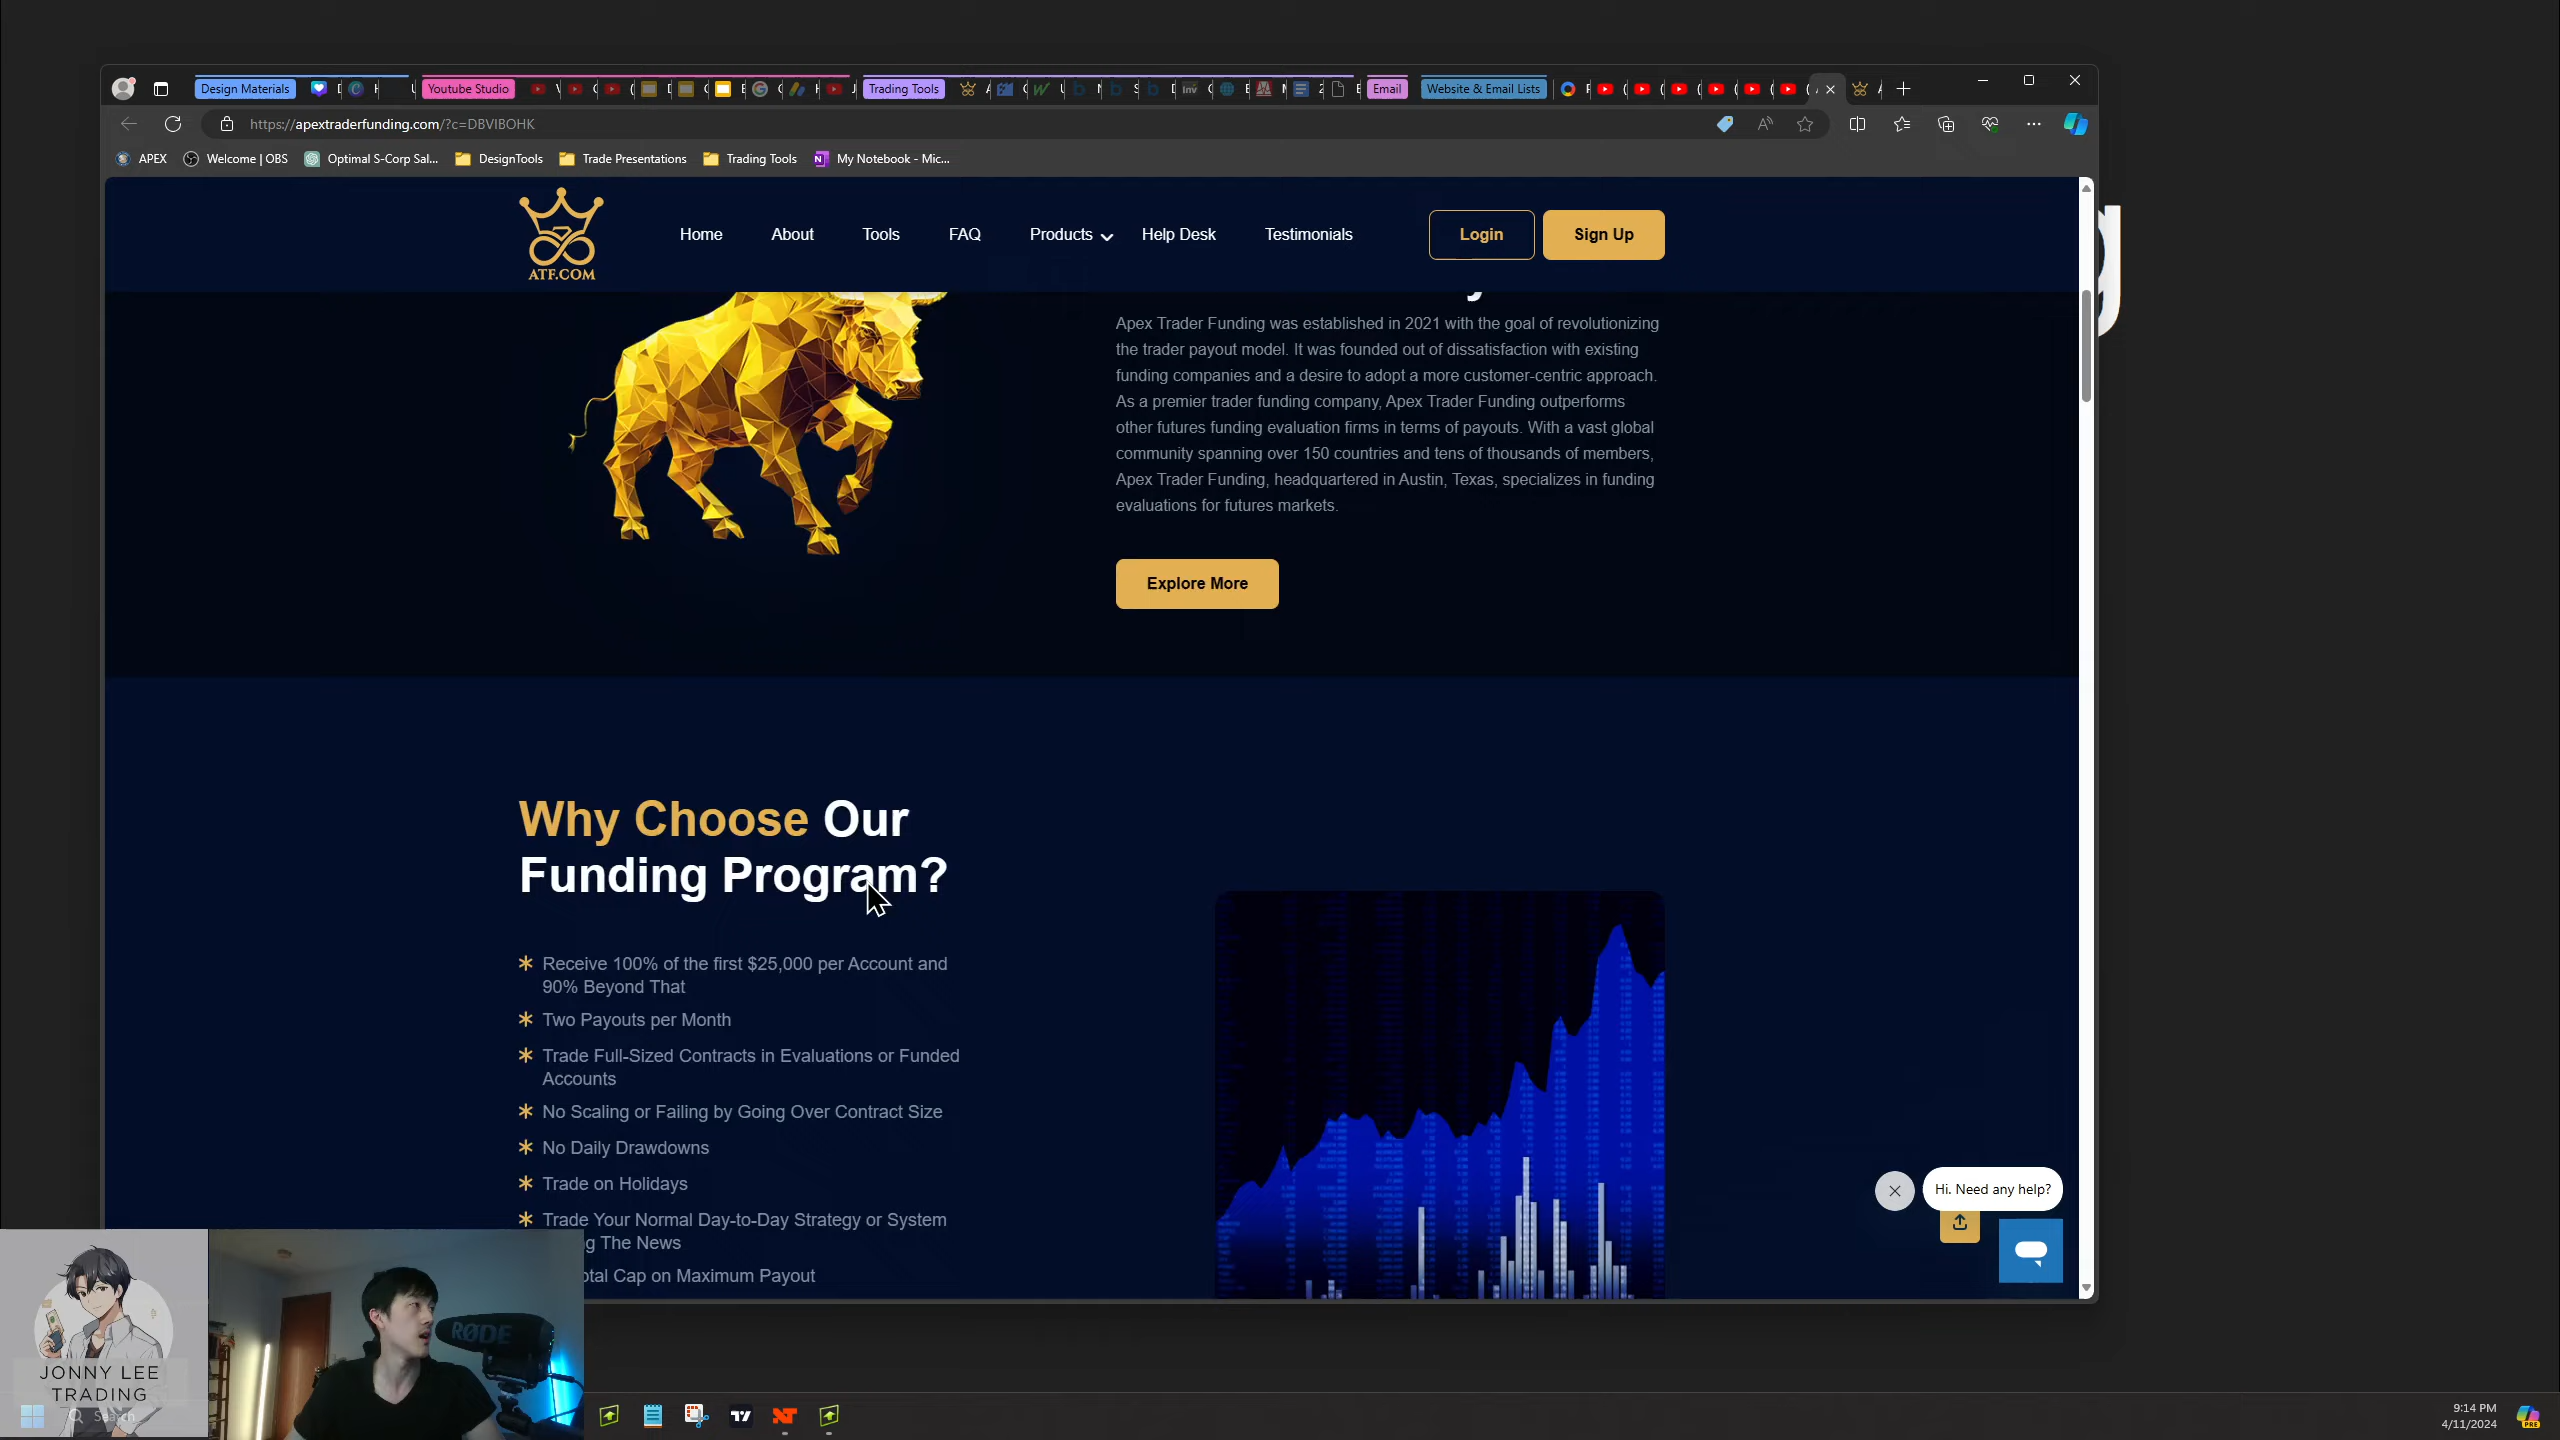 Design Materials
Youtube Studio
Trading Tools
Email
Website & Email Lists
https://apextraderfunding.com/?c=DBVIBOHK
APEX
Welcome | OBS
Optimal S-Corp Sal...
DesignTools
Trade Presentations
Trading Tools
My Notebook - Mic...
ATF.COM
Home
About
Tools
FAQ
Products
Help Desk
Testimonials
Login
Sign Up
Apex Trader Funding was established in 2021 with the goal of revolutionizing
the trader payout model. It was founded out of dissatisfaction with existing
funding companies and a desire to adopt a more customer-centric approach.
As a premier trader funding company, Apex Trader Funding outperforms
other futures funding evaluation firms in terms of payouts. With a vast global
community spanning over 150 countries and tens of thousands of members,
Apex Trader Funding, headquartered in Austin, Texas, specializes in funding
evaluations for futures markets.
Explore More
Why Choose Our
Funding Program?
Receive 100% of the first $25,000 per Account and
90% Beyond That
Two Payouts per Month
Trade Full-Sized Contracts in Evaluations or Funded
Accounts
No Scaling or Failing by Going Over Contract Size
No Daily Drawdowns
Trade on Holidays
Trade Your Normal Day-to-Day Strategy or System
g The News
otal Cap on Maximum Payout
Hi. Need any help?
RØDE
JONNY LEE
TRADING
Search
9:14 PM
4/11/2024
PRE